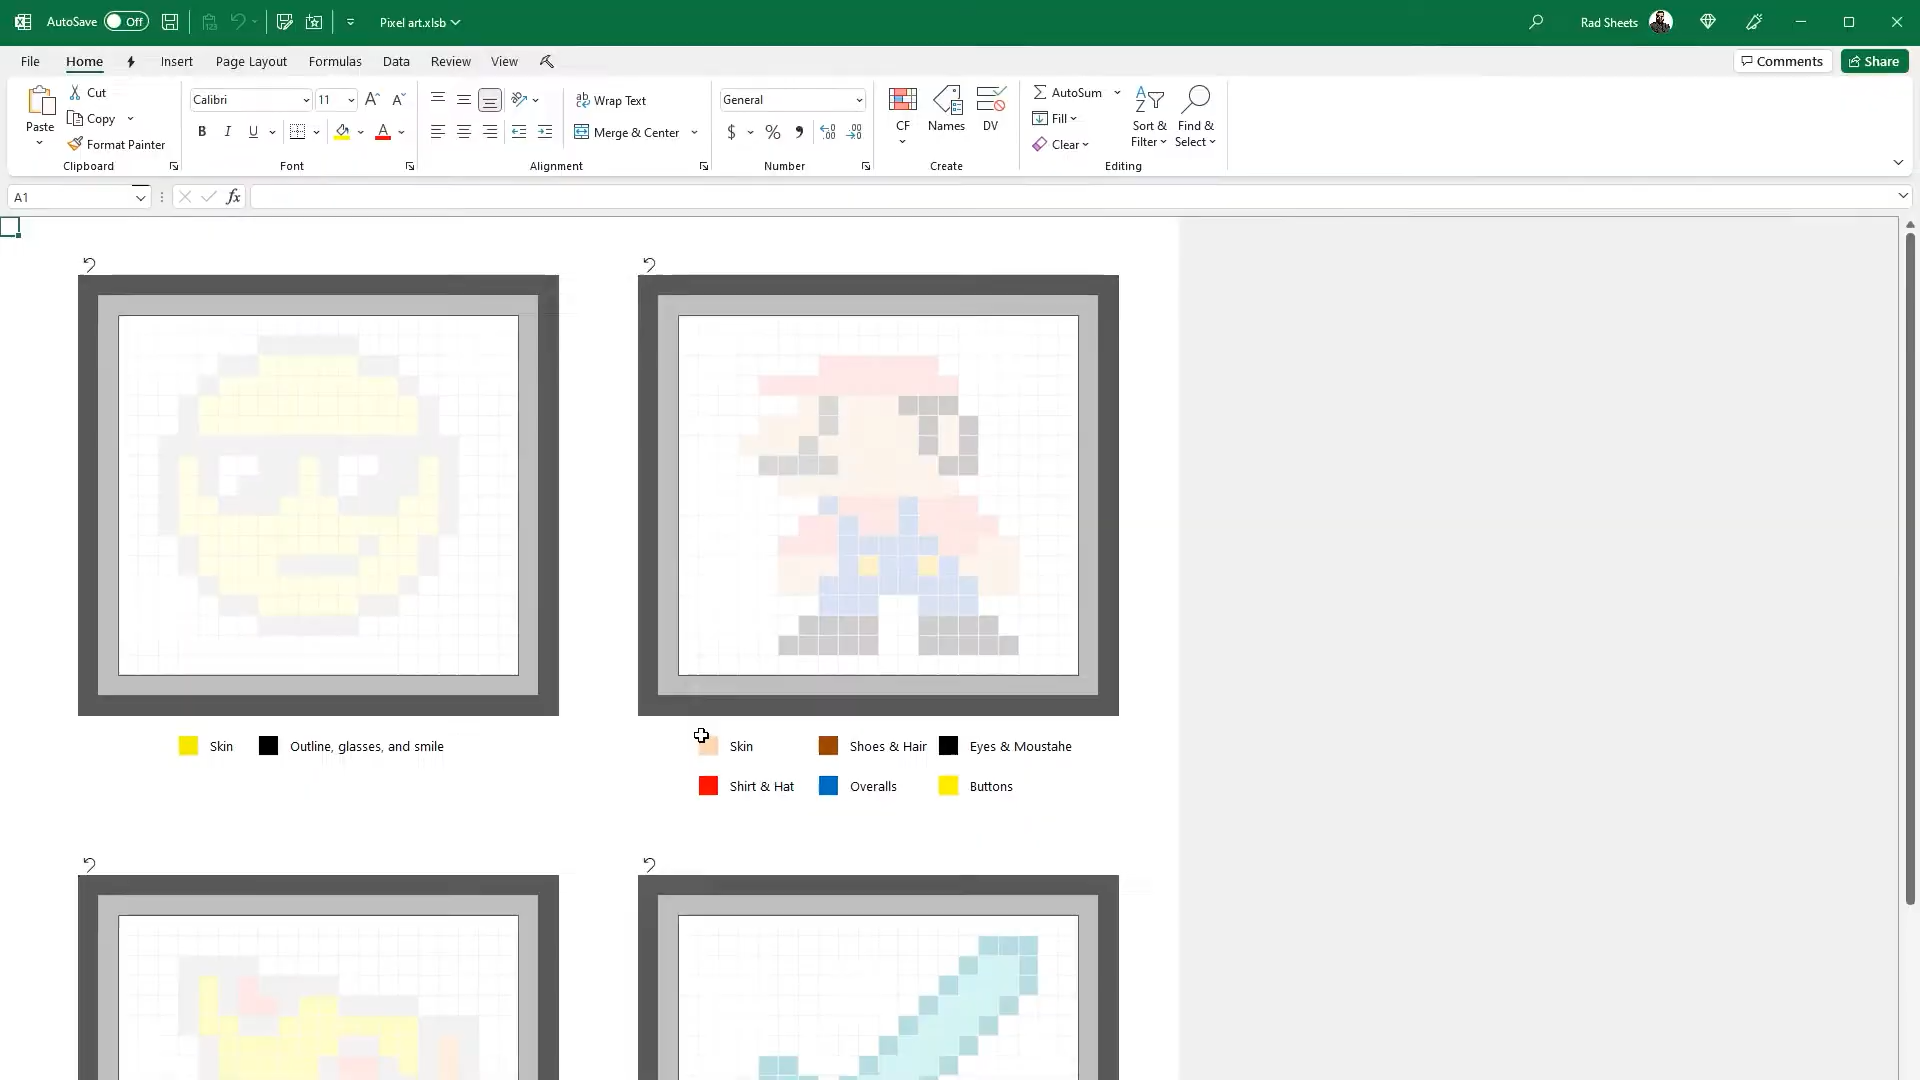 AutoSave Off Pixel art.xlsb Rad Sheets
File Home Insert Page Layout Formulas Data Review View Comments Share
Paste Cut Copy Format Painter Clipboard
Calibri 11 B I U A A A Font
ab Wrap Text Merge & Center Alignment
General $ % , Number
CF Names DV Create
AutoSum Fill Clear Sort & Filter Find & Select Editing
A1 fx
Skin Outline, glasses, and smile
Skin Shoes & Hair Eyes & Moustahe
Shirt & Hat Overalls Buttons